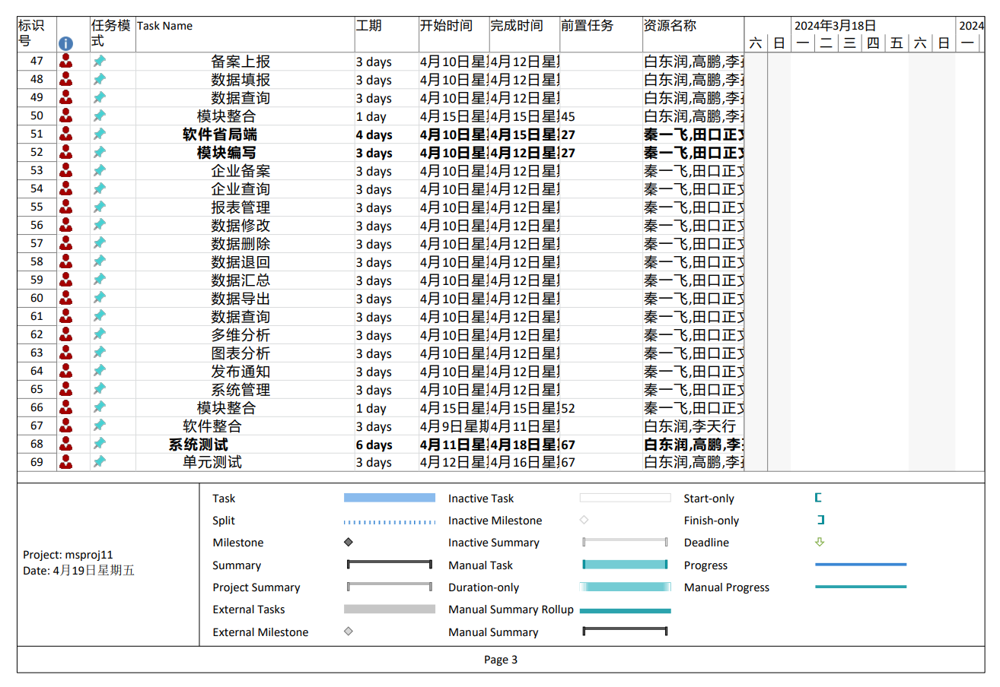 标识号 任务模式 Task Name 工期 开始时间 完成时间 前置任务 资源名称 2024年3月18日 2024
六 日 一 二 三 四 五 六 日 一
47 备案上报 3 days 4月10日星 4月12日星 白东润,高鹏,李
48 数据填报 3 days 4月10日星 4月12日星 白东润,高鹏,李
49 数据查询 3 days 4月10日星 4月12日星 白东润,高鹏,李
50 模块整合 1 day 4月15日星 4月15日星 45 白东润,高鹏,李
51 软件省局端 4 days 4月10日星 4月15日星 27 秦一飞,田口正文
52 模块编写 3 days 4月10日星 4月12日星 27 秦一飞,田口正文
53 企业备案 3 days 4月10日星 4月12日星 秦一飞,田口正文
54 企业查询 3 days 4月10日星 4月12日星 秦一飞,田口正文
55 报表管理 3 days 4月10日星 4月12日星 秦一飞,田口正文
56 数据修改 3 days 4月10日星 4月12日星 秦一飞,田口正文
57 数据删除 3 days 4月10日星 4月12日星 秦一飞,田口正文
58 数据退回 3 days 4月10日星 4月12日星 秦一飞,田口正文
59 数据汇总 3 days 4月10日星 4月12日星 秦一飞,田口正文
60 数据导出 3 days 4月10日星 4月12日星 秦一飞,田口正文
61 数据查询 3 days 4月10日星 4月12日星 秦一飞,田口正文
62 多维分析 3 days 4月10日星 4月12日星 秦一飞,田口正文
63 图表分析 3 days 4月10日星 4月12日星 秦一飞,田口正文
64 发布通知 3 days 4月10日星 4月12日星 秦一飞,田口正文
65 系统管理 3 days 4月10日星 4月12日星 秦一飞,田口正文
66 模块整合 1 day 4月15日星 4月15日星 52 秦一飞,田口正文
67 软件整合 3 days 4月9日星期 4月11日星 白东润,李天行
68 系统测试 6 days 4月11日星 4月18日星 67 白东润,高鹏,李
69 单元测试 3 days 4月12日星 4月16日星 67 白东润,高鹏,李
Project: msproj11
Date: 4月19日星期五
Task
Split
Milestone
Summary
Project Summary
External Tasks
External Milestone
Inactive Task
Inactive Milestone
Inactive Summary
Manual Task
Duration-only
Manual Summary Rollup
Manual Summary
Start-only
Finish-only
Deadline
Progress
Manual Progress
Page 3